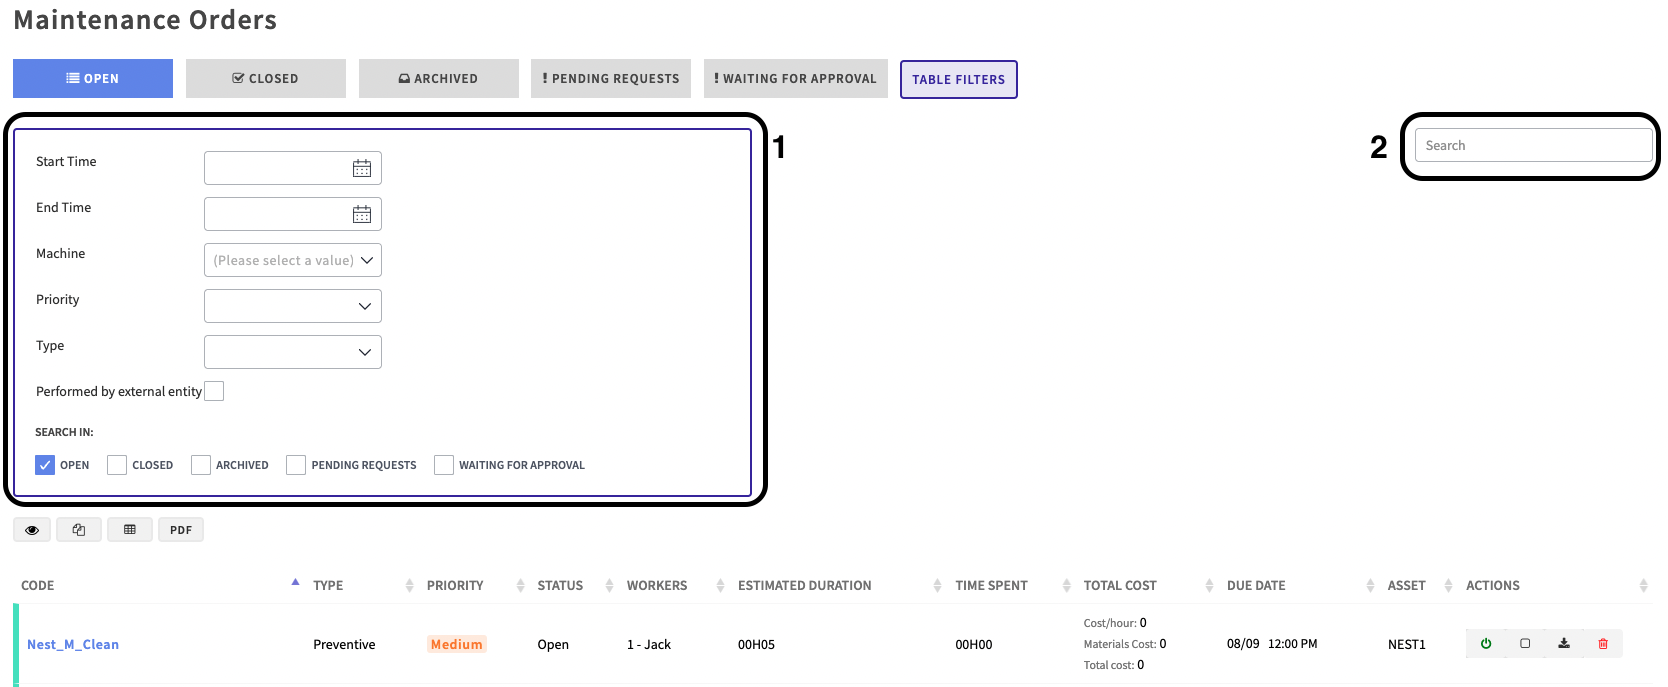 Maintenance Orders
OPEN
CLOSED
ARCHIVED
! PENDING REQUESTS
! WAITING FOR APPROVAL
TABLE FILTERS
1
2
Search
Start Time
End Time
Machine
(Please select a value)
Priority
Type
Performed by external entity
SEARCH IN:
OPEN CLOSED ARCHIVED PENDING REQUESTS WAITING FOR APPROVAL
PDF
CODE TYPE PRIORITY STATUS WORKERS ESTIMATED DURATION TIME SPENT TOTAL COST DUE DATE ASSET ACTIONS
Nest_M_Clean Preventive Medium Open 1 - Jack 00H05 00H00
Cost/hour: 0
Materials Cost: 0
Total cost: 0
08/09 12:00 PM NEST1